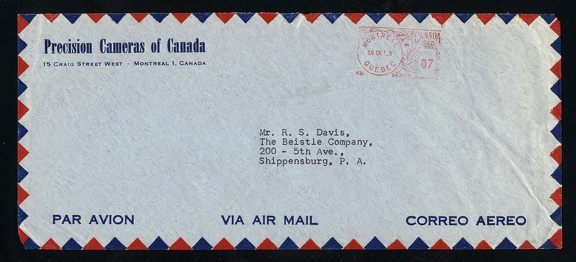 Precision Cameras of Canada
15 CRAIG STREET WEST - MONTREAL 1, CANADA
MONTREAL
QUEBEC
CANADA
07
Mr. R. S. Davis,
The Beistle Company,
200 - 5th Ave.,
Shippensburg, P. A.
PAR AVION
VIA AIR MAIL
CORREO AEREO